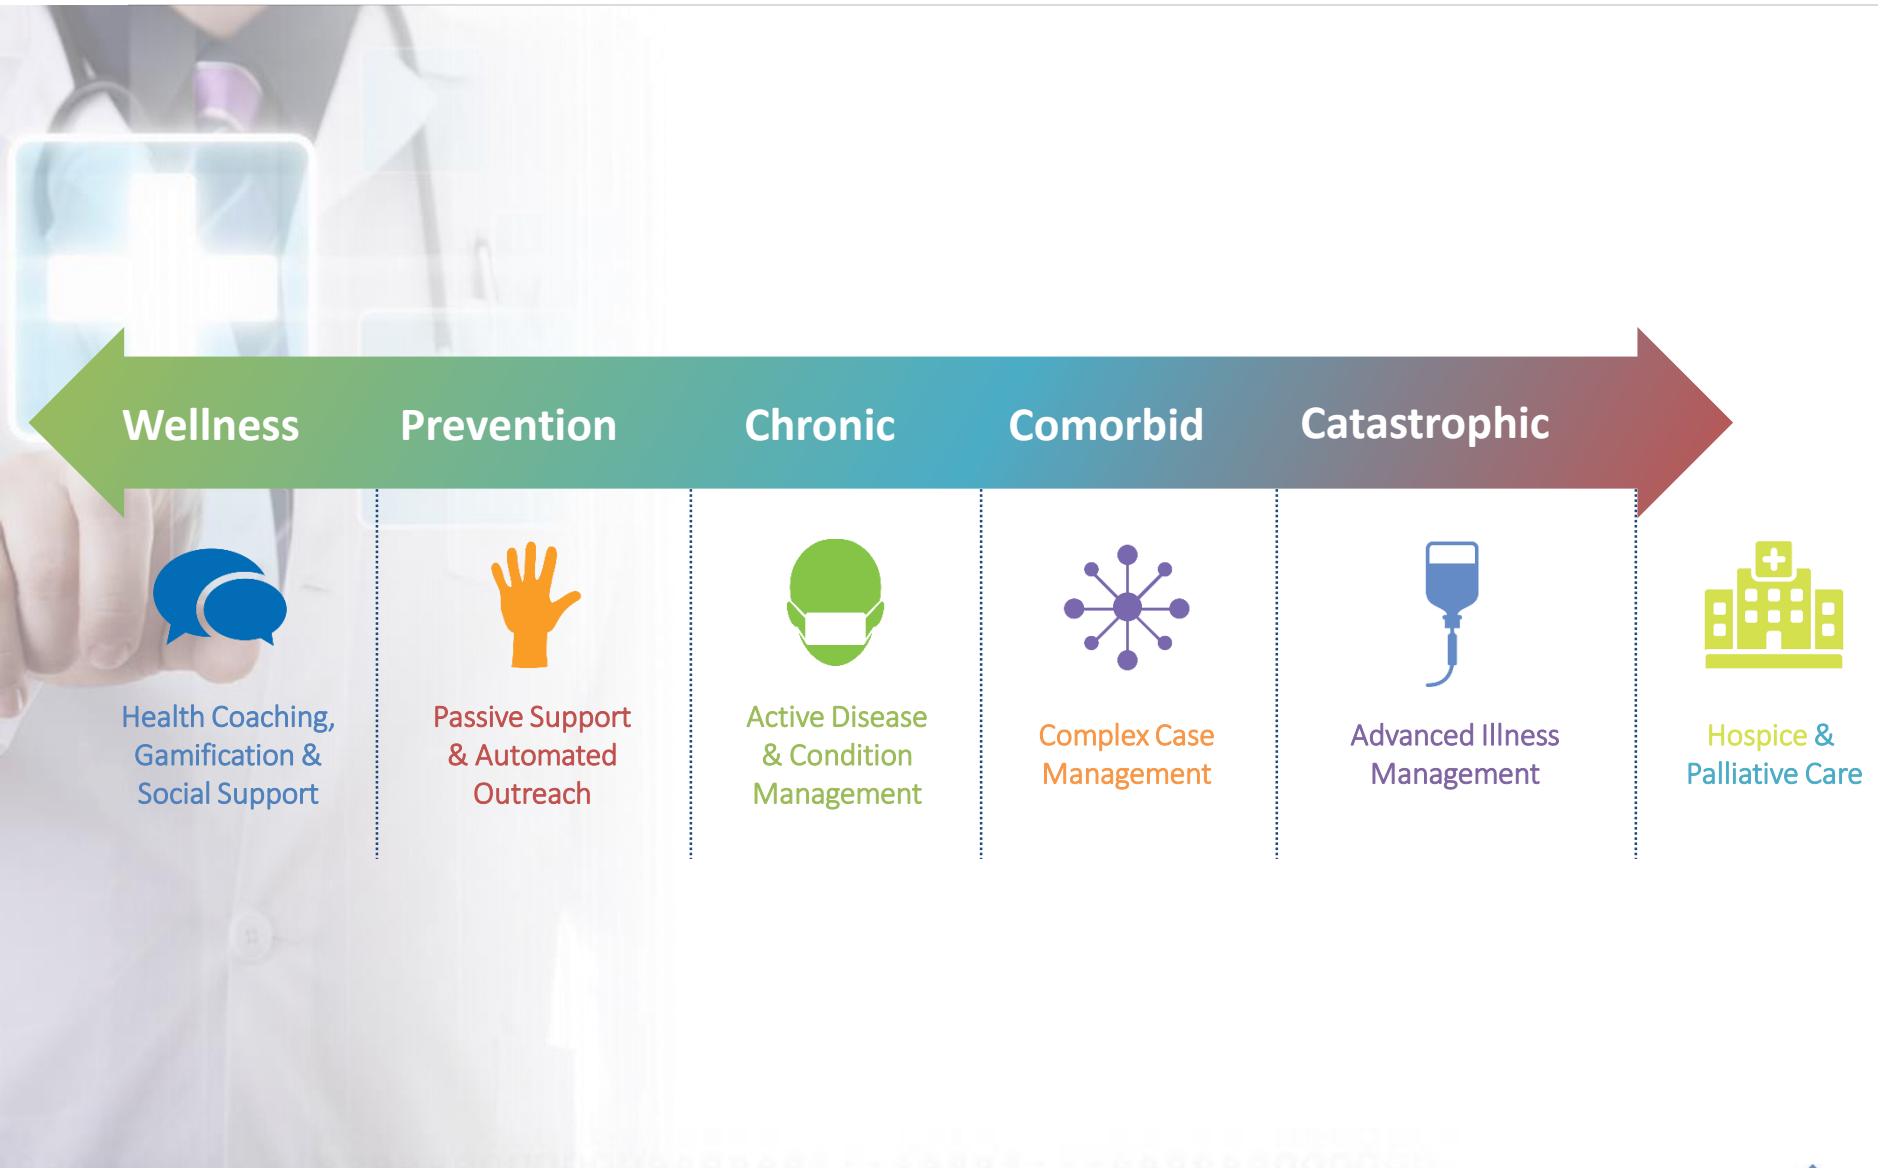 Wellness
Prevention
Chronic
Comorbid
Catastrophic
Health Coaching,
Gamification &
Social Support
Passive Support
& Automated
Outreach
Active Disease
& Condition
Management
Complex Case
Management
Advanced Illness
Management
Hospice &
Palliative Care